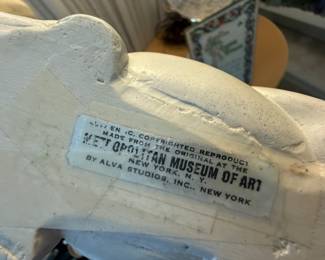 COPYRIGHTED REPRODUCT
MADE FROM THE ORIGINAL AT THE
METROPOLITAN MUSEUM OF ART
NEW YORK, N. Y.
BY ALVA STUDIOS, INC., NEW YORK